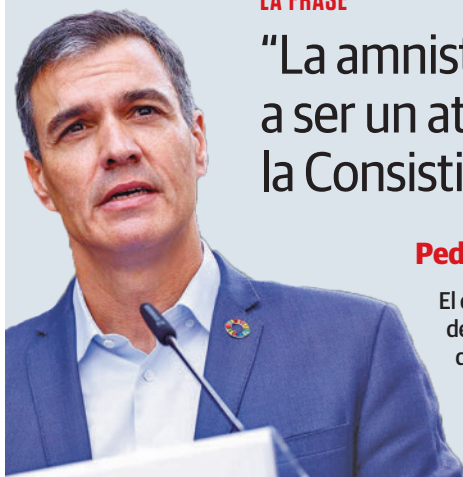 LA FRASE
“La amnist
a ser un at
la Consisti
Ped
El
de